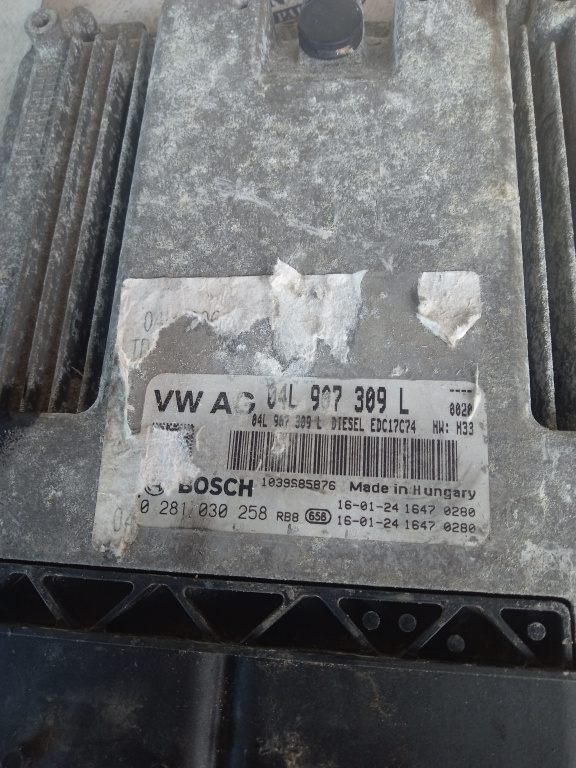 VW AG 04L 907 309 L ----
04L 907 309 L DIESEL EDC17C74 HW: H33 0020
BOSCH 1039S85876 Made in Hungary
0 281 030 258 RBB 658 16-01-24 1647 0280
16-01-24 1647 0280